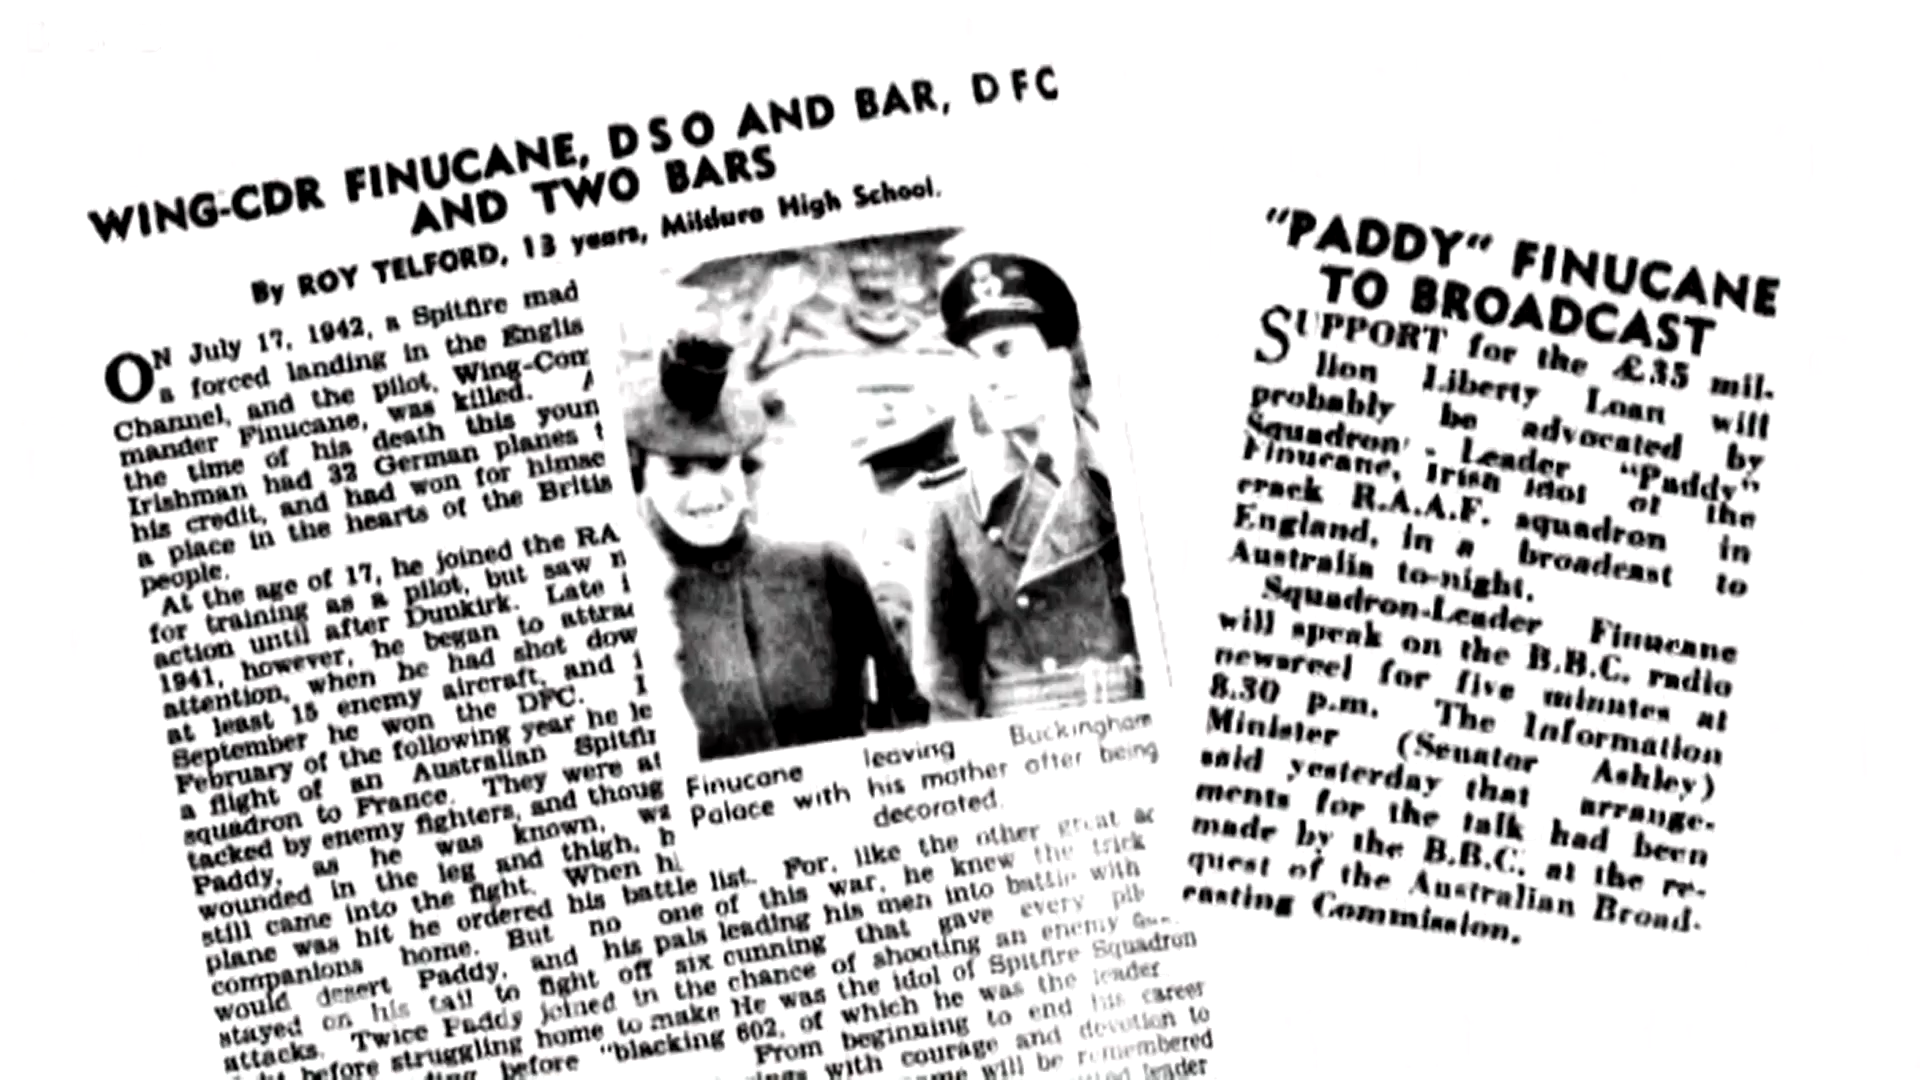 WING-CDR FINUCANE, DSO AND BAR, DFC
AND TWO BARS
By ROY TELFORD, 13 years, Mildura High School.
ON July 17, 1942, a Spitfire mad
a forced landing in the Englis
Channel, and the pilot, Wing-Com
mander Finucane, was killed. A
the time of his death this youn
Irishman had 32 German planes t
his credit, and had won for himse
a place in the hearts of the Britis
people.
At the age of 17, he joined the RA
for training as a pilot, but saw n
action until after Dunkirk. Late i
1941, however, he began to attrac
attention, when he had shot dow
at least 15 enemy aircraft, and i
September he won the DFC. I
February of the following year he le
a flight of an Australian Spitfir
squadron to France. They were at
tacked by enemy fighters, and thoug
Paddy, as he was known, wa
wounded in the leg and thigh, h
still came into the fight. When hi
plane was hit he ordered his
companions home. But no one
would desert Paddy, and his pals
stayed on his tail to fight off six
attacks. Twice Paddy joined in the
before struggling home to make
before "blacking
Finucane leaving Buckingham
Palace with his mother after being
decorated.
battle list. For, like the other great ac
of this war, he knew the trick
leading his men into battle with
cunning that gave every
chance of shooting an enemy
He was the idol of Spitfire Squadron
602, of which he was the leader
From beginning to end his career
with courage and devotion to
will be remembered
leader
"PADDY" FINUCANE
TO BROADCAST
SUPPORT for the £35 mil-
lion Liberty Loan will
probably be advocated by
Squadron - Leader "Paddy"
Finucane, Irish idol of the
crack R.A.A.F. squadron in
England, in a broadcast to
Australia to-night.
Squadron-Leader Finucane
will speak on the B.B.C. radio
newsreel for five minutes at
8.30 p.m. The Information
Minister (Senator Ashley)
said yesterday that arrange-
ments for the talk had been
made by the B.B.C. at the re-
quest of the Australian Broad-
casting Commission.